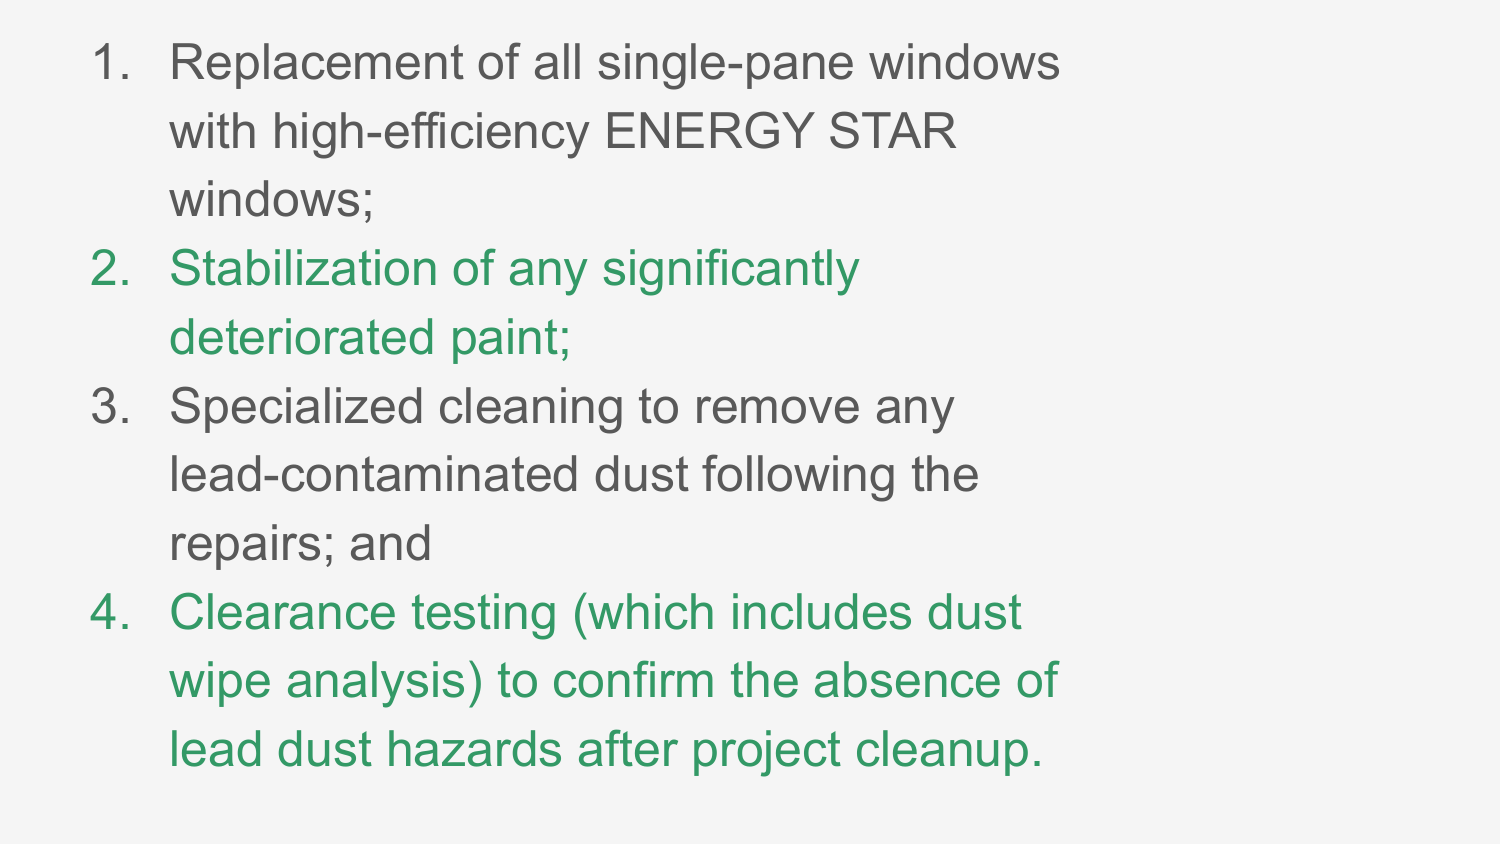 1. Replacement of all single-pane windows
with high-efficiency ENERGY STAR
windows;
2. Stabilization of any significantly
deteriorated paint;
3. Specialized cleaning to remove any
lead-contaminated dust following the
repairs; and
4. Clearance testing (which includes dust
wipe analysis) to confirm the absence of
lead dust hazards after project cleanup.